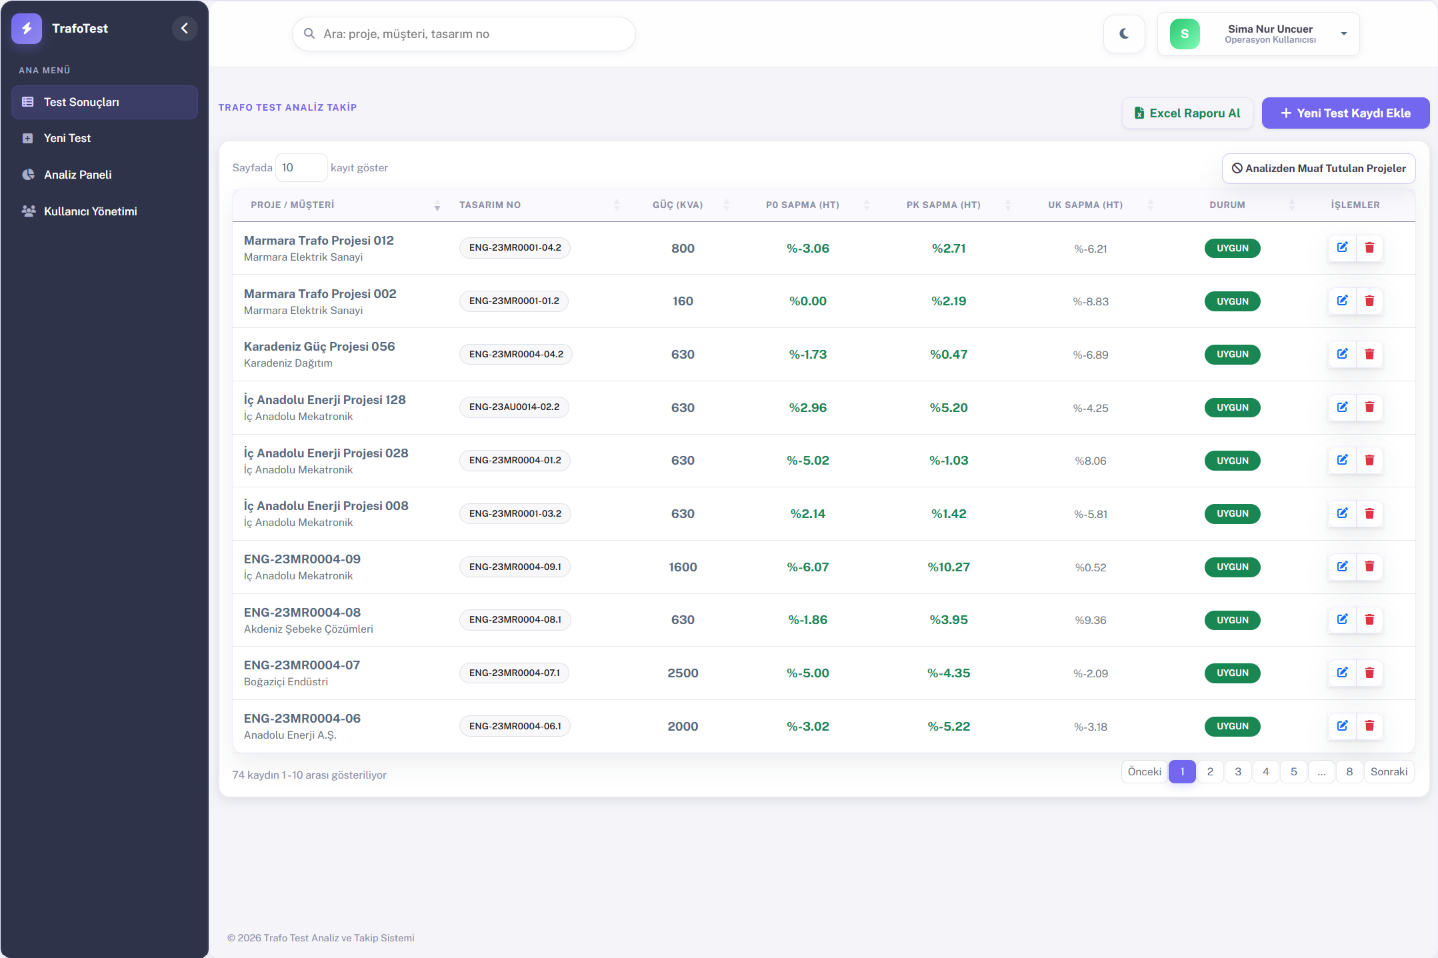 TrafoTest
ANA MENÜ
Test Sonuçları
Yeni Test
Analiz Paneli
Kullanıcı Yönetimi
Ara: proje, müşteri, tasarım no
S
Sima Nur Uncuer
Operasyon Kullanıcısı
TRAFO TEST ANALİZ TAKİP
Excel Raporu Al
Yeni Test Kaydı Ekle
Sayfada 10 kayıt göster
Analizden Muaf Tutulan Projeler
PROJE / MÜŞTERİ TASARIM NO GÜÇ (KVA) P0 SAPMA (HT) PK SAPMA (HT) UK SAPMA (HT) DURUM İŞLEMLER
Marmara Trafo Projesi 012
Marmara Elektrik Sanayi
ENG-23MR0001-04.2 800 %-3.06 %2.71 %-6.21 UYGUN
Marmara Trafo Projesi 002
Marmara Elektrik Sanayi
ENG-23MR0001-01.2 160 %0.00 %2.19 %-8.83 UYGUN
Karadeniz Güç Projesi 056
Karadeniz Dağıtım
ENG-23MR0004-04.2 630 %-1.73 %0.47 %-6.89 UYGUN
İç Anadolu Enerji Projesi 128
İç Anadolu Mekatronik
ENG-23AU0014-02.2 630 %2.96 %5.20 %-4.25 UYGUN
İç Anadolu Enerji Projesi 028
İç Anadolu Mekatronik
ENG-23MR0004-01.2 630 %-5.02 %-1.03 %8.06 UYGUN
İç Anadolu Enerji Projesi 008
İç Anadolu Mekatronik
ENG-23MR0001-03.2 630 %2.14 %1.42 %-5.81 UYGUN
ENG-23MR0004-09
İç Anadolu Mekatronik
ENG-23MR0004-09.1 1600 %-6.07 %10.27 %0.52 UYGUN
ENG-23MR0004-08
Akdeniz Şebeke Çözümleri
ENG-23MR0004-08.1 630 %-1.86 %3.95 %9.36 UYGUN
ENG-23MR0004-07
Boğaziçi Endüstri
ENG-23MR0004-07.1 2500 %-5.00 %-4.35 %-2.09 UYGUN
ENG-23MR0004-06
Anadolu Enerji A.Ş.
ENG-23MR0004-06.1 2000 %-3.02 %-5.22 %-3.18 UYGUN
74 kaydın 1 - 10 arası gösteriliyor
Önceki 1 2 3 4 5 ... 8 Sonraki
© 2026 Trafo Test Analiz ve Takip Sistemi